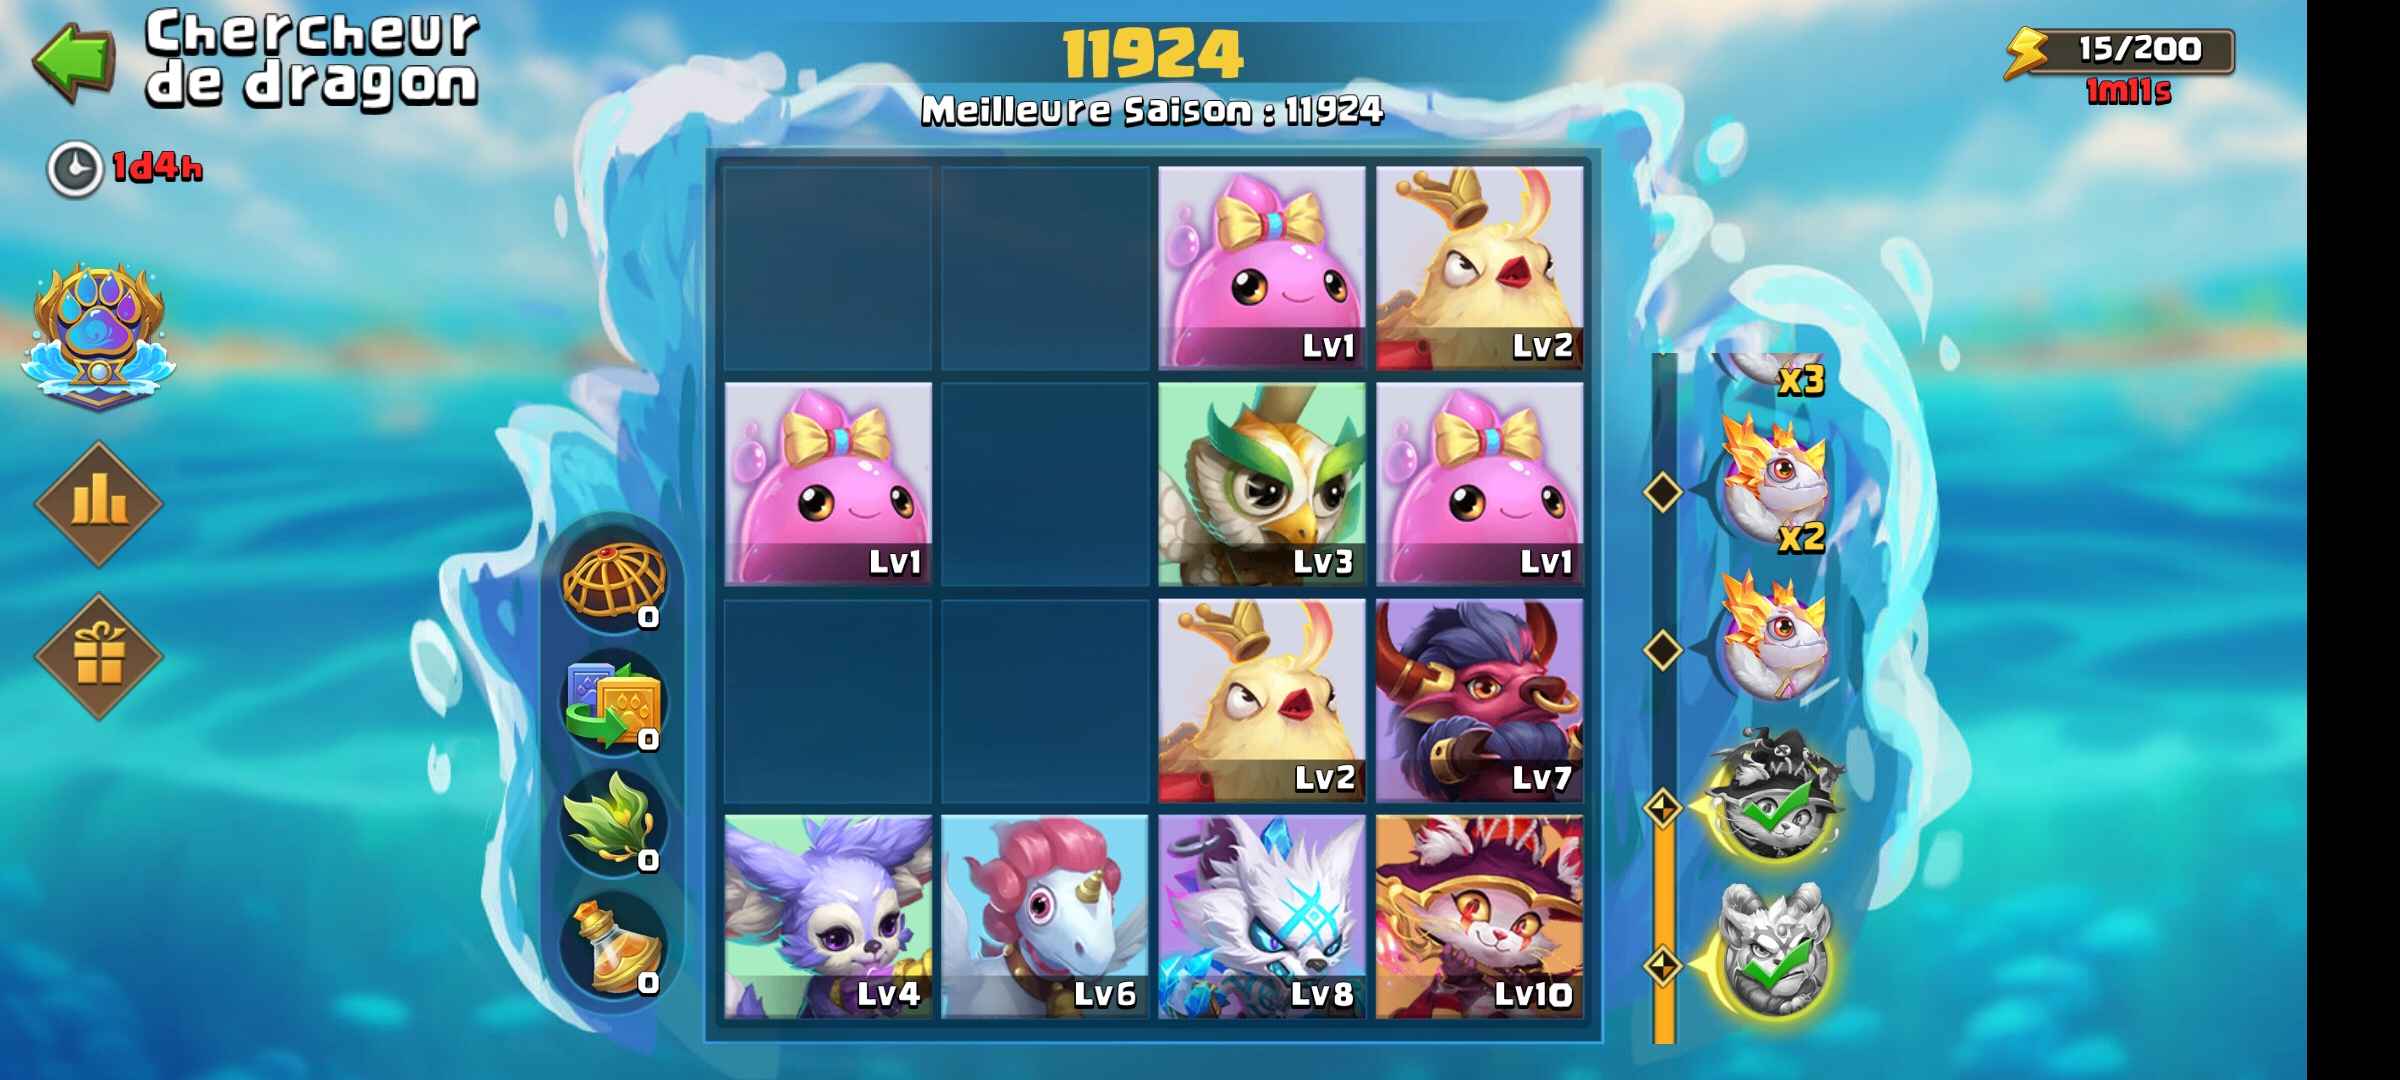 Chercheur
de dragon
11924
Meilleure Saison : 11924
15/200
1m11s
1d4h
Lv1
Lv2
Lv1
Lv3
Lv1
Lv2
Lv7
Lv4
Lv6
Lv8
Lv10
0
0
0
0
x3
x2